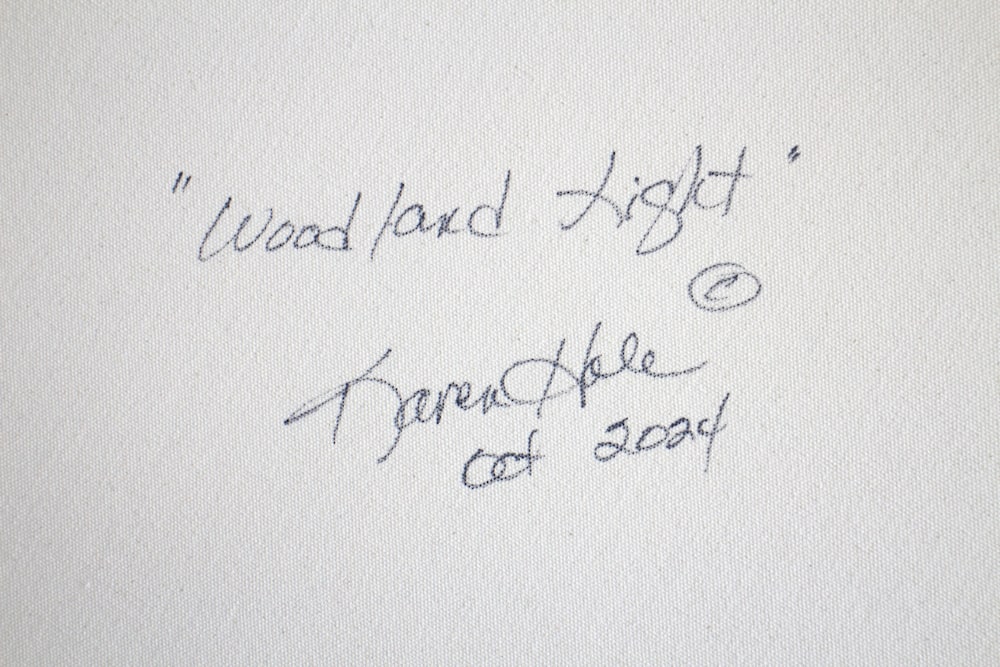 "Woodland Light"
©
Karen Hale
Oct 2024